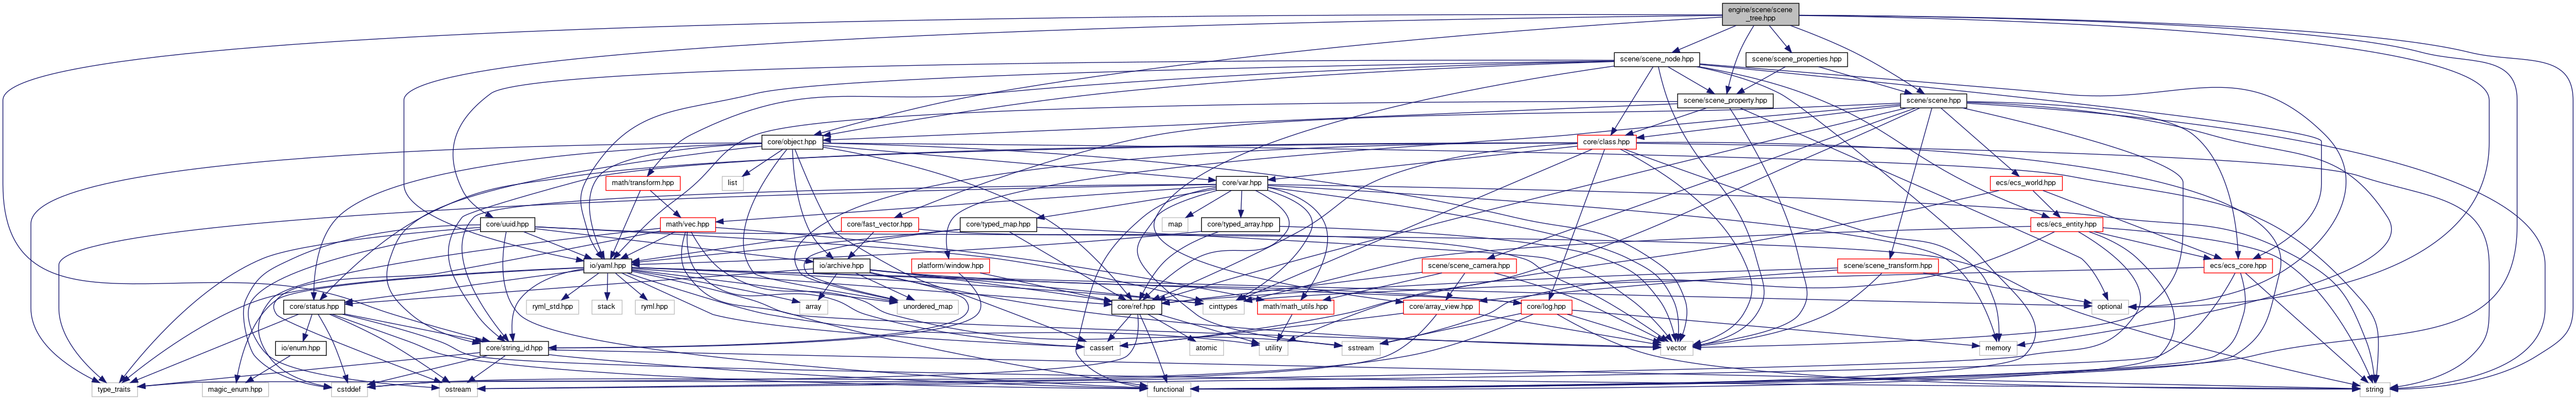 engine/scene/scene
_tree.hpp
scene/scene_node.hpp
scene/scene_properties.hpp
scene/scene_property.hpp
scene/scene.hpp
core/object.hpp
core/class.hpp
math/transform.hpp
list
core/var.hpp
ecs/ecs_world.hpp
core/uuid.hpp
math/vec.hpp
core/fast_vector.hpp
core/typed_map.hpp
map
core/typed_array.hpp
ecs/ecs_entity.hpp
io/yaml.hpp
io/archive.hpp
platform/window.hpp
scene/scene_camera.hpp
scene/scene_transform.hpp
ecs/ecs_core.hpp
core/status.hpp
ryml_std.hpp
stack
ryml.hpp
array
unordered_map
core/ref.hpp
cinttypes
math/math_utils.hpp
core/array_view.hpp
core/log.hpp
optional
io/enum.hpp
core/string_id.hpp
cassert
atomic
utility
sstream
vector
memory
type_traits
magic_enum.hpp
cstddef
ostream
functional
string